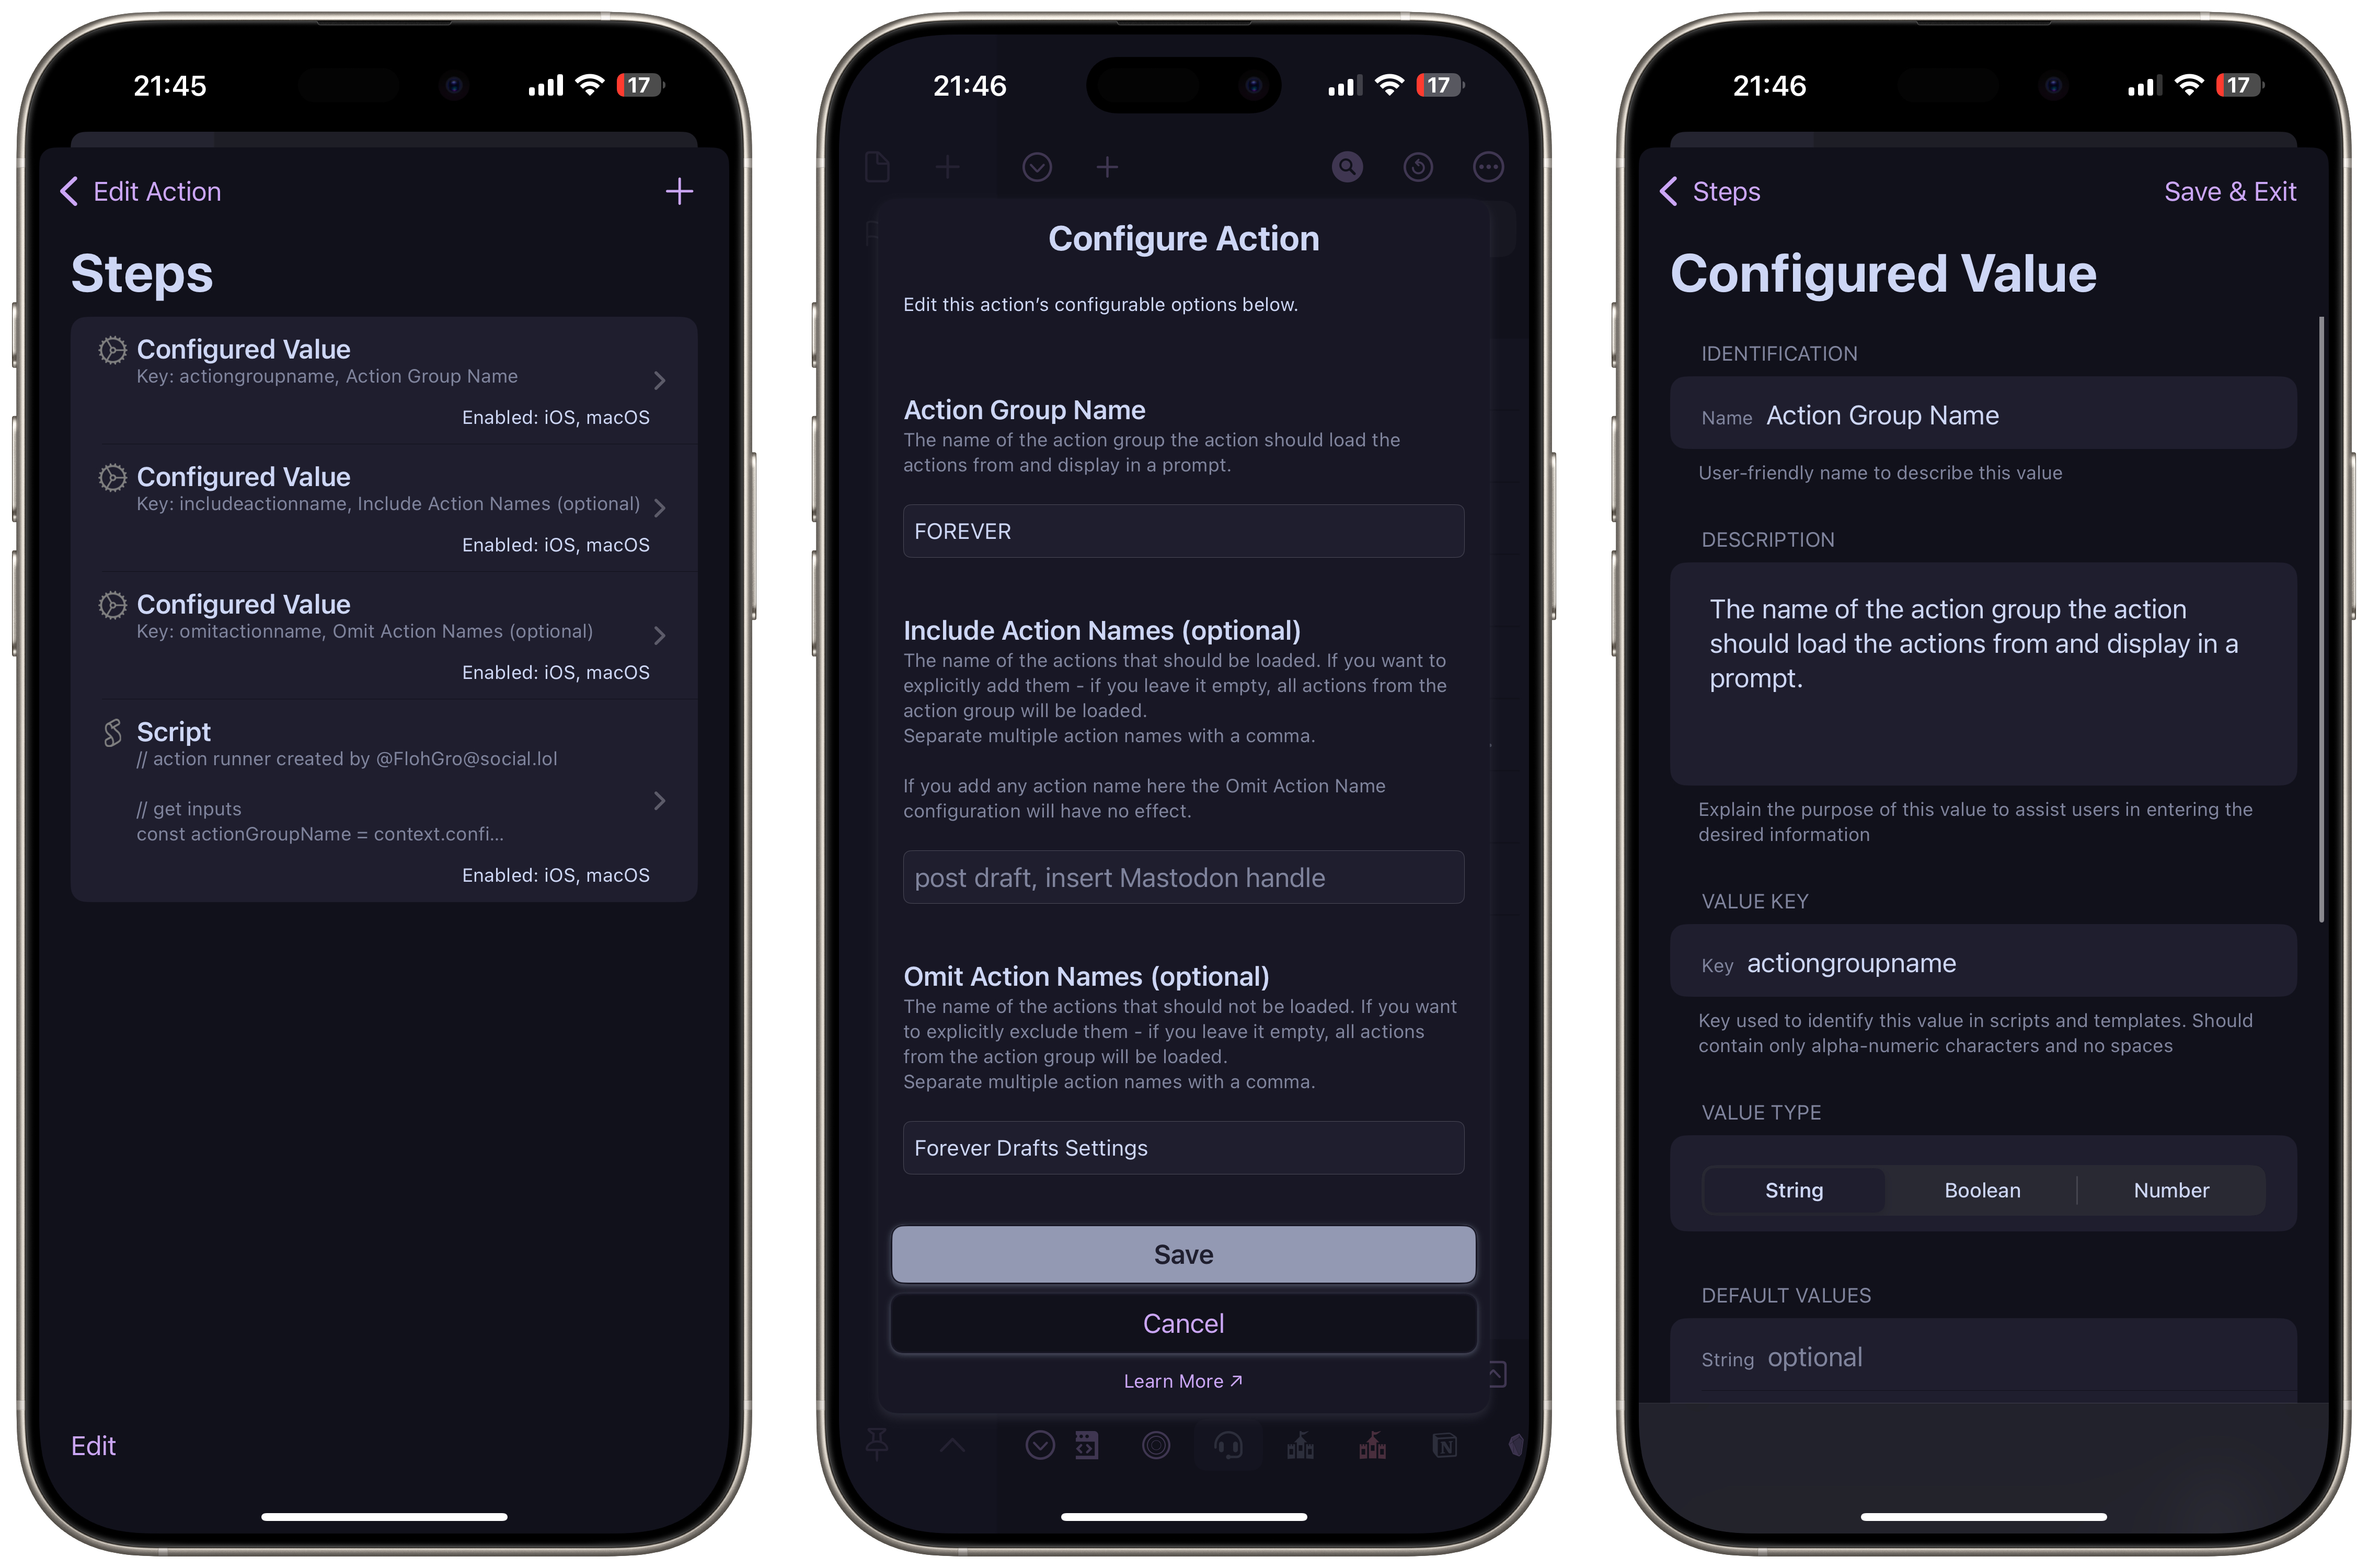 21:45
17
Edit Action
Steps
Configured Value
Key: actiongroupname, Action Group Name
Enabled: iOS, macOS
Configured Value
Key: includeactionname, Include Action Names (optional)
Enabled: iOS, macOS
Configured Value
Key: omitactionname, Omit Action Names (optional)
Enabled: iOS, macOS
Script
// action runner created by @FlohGro@social.lol
// get inputs
const actionGroupName = context.confi...
Enabled: iOS, macOS
Edit
21:46
17
Configure Action
Edit this action’s configurable options below.
Action Group Name
The name of the action group the action should load the
actions from and display in a prompt.
FOREVER
Include Action Names (optional)
The name of the actions that should be loaded. If you want to
explicitly add them - if you leave it empty, all actions from the
action group will be loaded.
Separate multiple action names with a comma.
If you add any action name here the Omit Action Name
configuration will have no effect.
post draft, insert Mastodon handle
Omit Action Names (optional)
The name of the actions that should not be loaded. If you want
to explicitly exclude them - if you leave it empty, all actions
from the action group will be loaded.
Separate multiple action names with a comma.
Forever Drafts Settings
Save
Cancel
Learn More ↗
21:46
17
Steps
Save & Exit
Configured Value
IDENTIFICATION
Name Action Group Name
User-friendly name to describe this value
DESCRIPTION
The name of the action group the action
should load the actions from and display in a
prompt.
Explain the purpose of this value to assist users in entering the
desired information
VALUE KEY
Key actiongroupname
Key used to identify this value in scripts and templates. Should
contain only alpha-numeric characters and no spaces
VALUE TYPE
String Boolean Number
DEFAULT VALUES
String optional